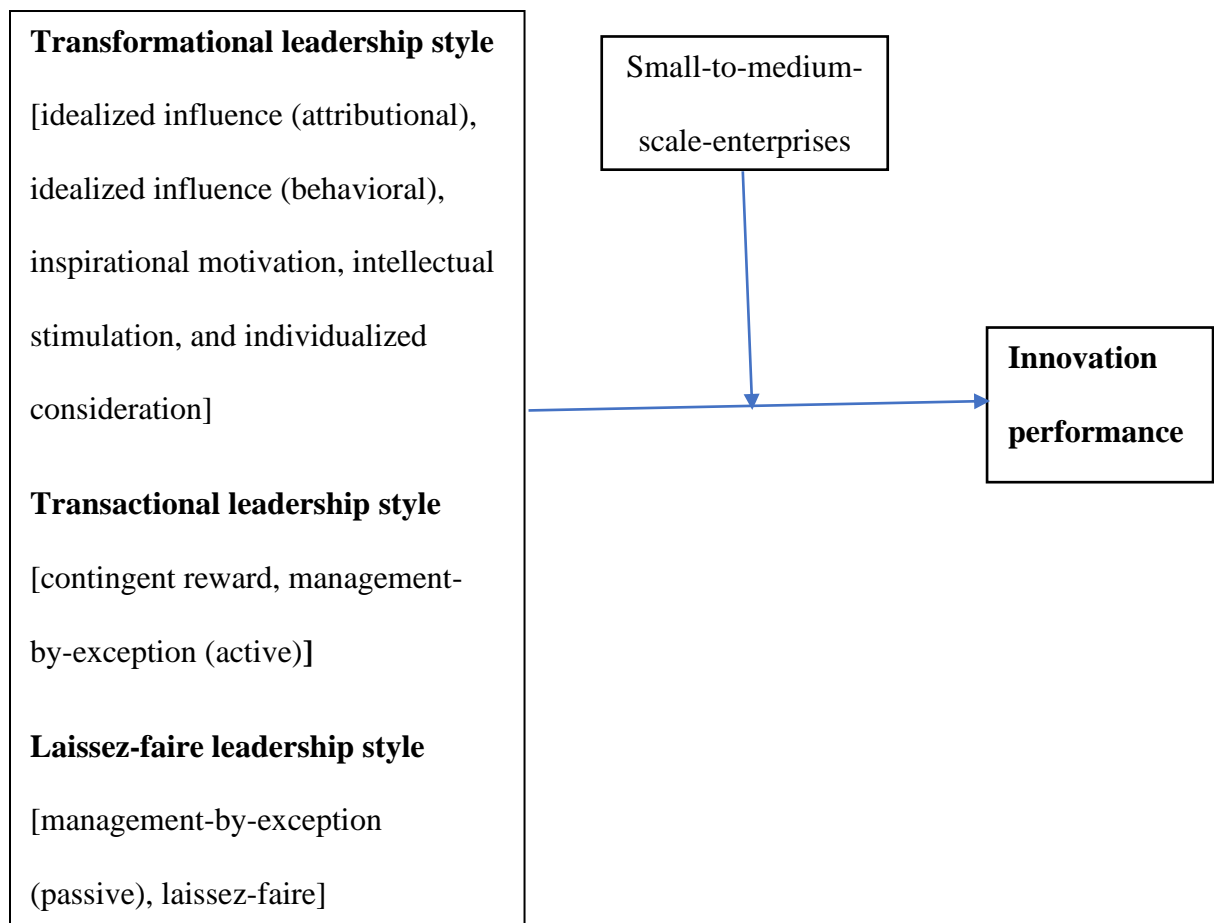 Transformational leadership style
[idealized influence (attributional),
idealized influence (behavioral),
inspirational motivation, intellectual
stimulation, and individualized
consideration]
Transactional leadership style
[contingent reward, management-
by-exception (active)]
Laissez-faire leadership style
[management-by-exception
(passive), laissez-faire]
Small-to-medium-
scale-enterprises
Innovation
performance